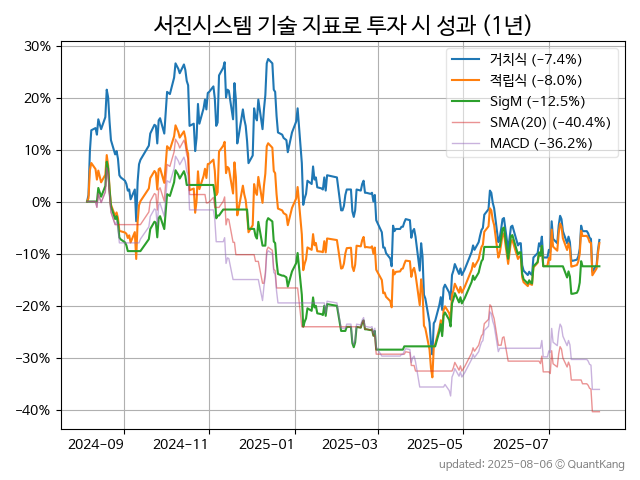 서진시스템 기술 지표로 투자 시 성과 (1년)
30%
20%
10%
0%
−10%
−20%
−30%
−40%
거치식 (−7.4%)
적립식 (−8.0%)
SigM (−12.5%)
SMA(20) (−40.4%)
MACD (−36.2%)
2024-09
2024-11
2025-01
2025-03
2025-05
2025-07
updated: 2025-08-06 © QuantKang